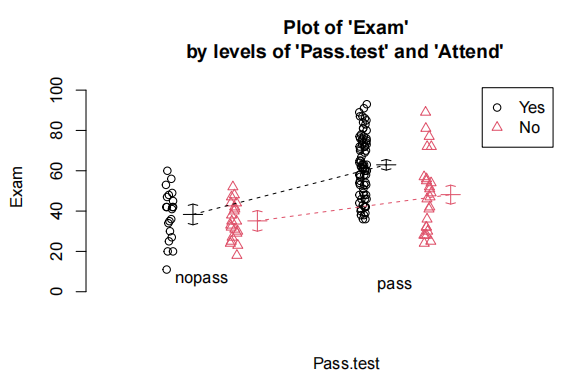 Plot of 'Exam'
by levels of 'Pass.test' and 'Attend'
Yes
No
Exam
100
80
60
40
20
0
nopass
pass
Pass.test